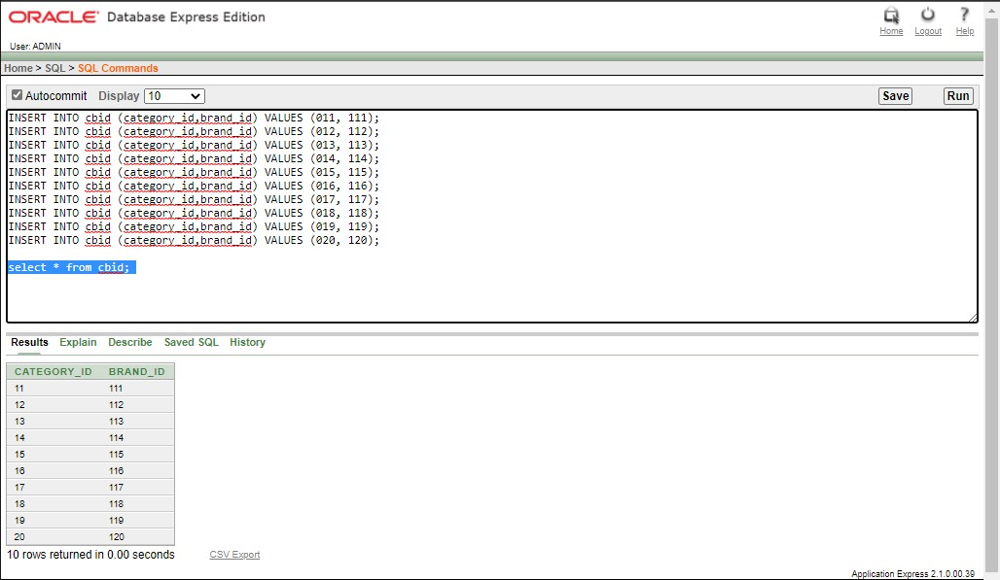 ORACLE® Database Express Edition
Home Logout Help
User: ADMIN
Home > SQL > SQL Commands
Autocommit Display 10 Save Run
INSERT INTO cbid (category_id,brand_id) VALUES (011, 111);
INSERT INTO cbid (category_id,brand_id) VALUES (012, 112);
INSERT INTO cbid (category_id,brand_id) VALUES (013, 113);
INSERT INTO cbid (category_id,brand_id) VALUES (014, 114);
INSERT INTO cbid (category_id,brand_id) VALUES (015, 115);
INSERT INTO cbid (category_id,brand_id) VALUES (016, 116);
INSERT INTO cbid (category_id,brand_id) VALUES (017, 117);
INSERT INTO cbid (category_id,brand_id) VALUES (018, 118);
INSERT INTO cbid (category_id,brand_id) VALUES (019, 119);
INSERT INTO cbid (category_id,brand_id) VALUES (020, 120);
select * from cbid;
Results Explain Describe Saved SQL History
CATEGORY_ID BRAND_ID
11 111
12 112
13 113
14 114
15 115
16 116
17 117
18 118
19 119
20 120
10 rows returned in 0.00 seconds CSV Export
Application Express 2.1.0.00.39